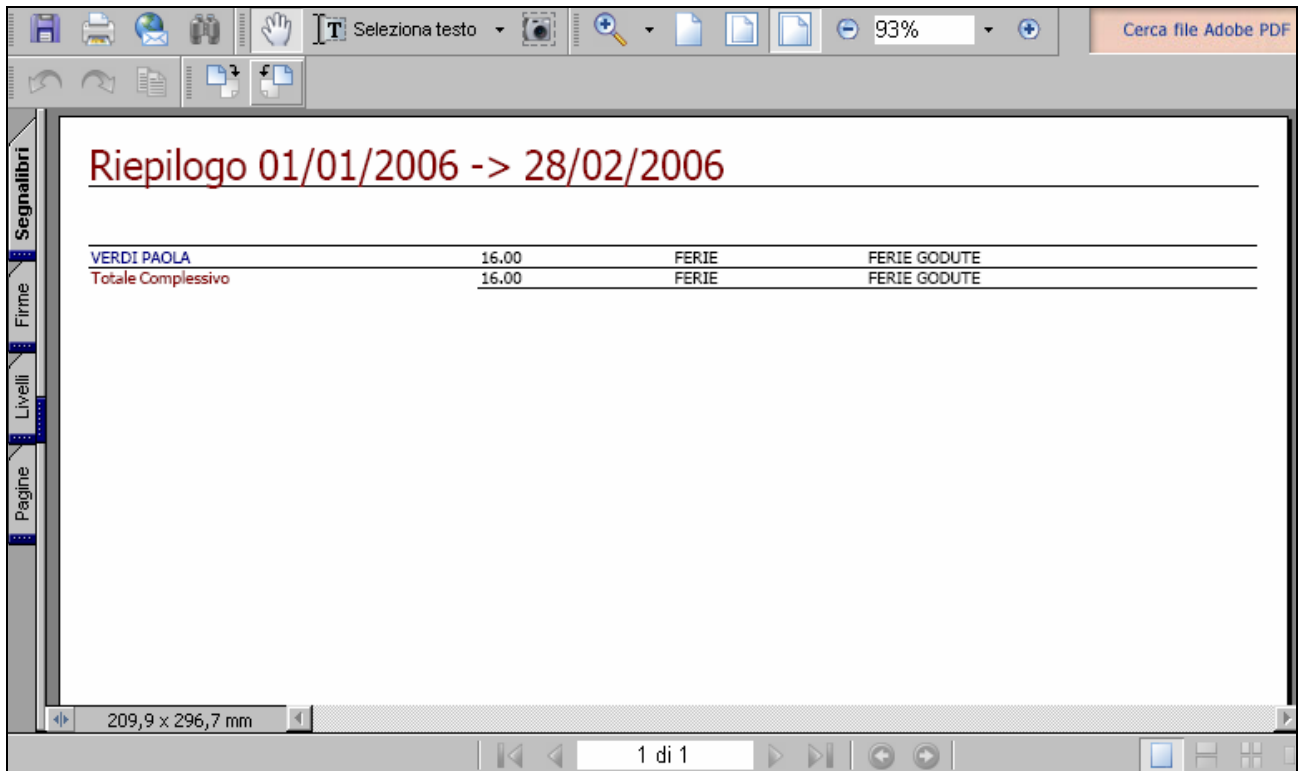 Seleziona testo
93%
Cerca file Adobe PDF
Segnalibri
Firme
Livelli
Pagine
Riepilogo 01/01/2006 -> 28/02/2006
VERDI PAOLA 16.00 FERIE FERIE GODUTE
Totale Complessivo 16.00 FERIE FERIE GODUTE
209,9 x 296,7 mm
1 di 1